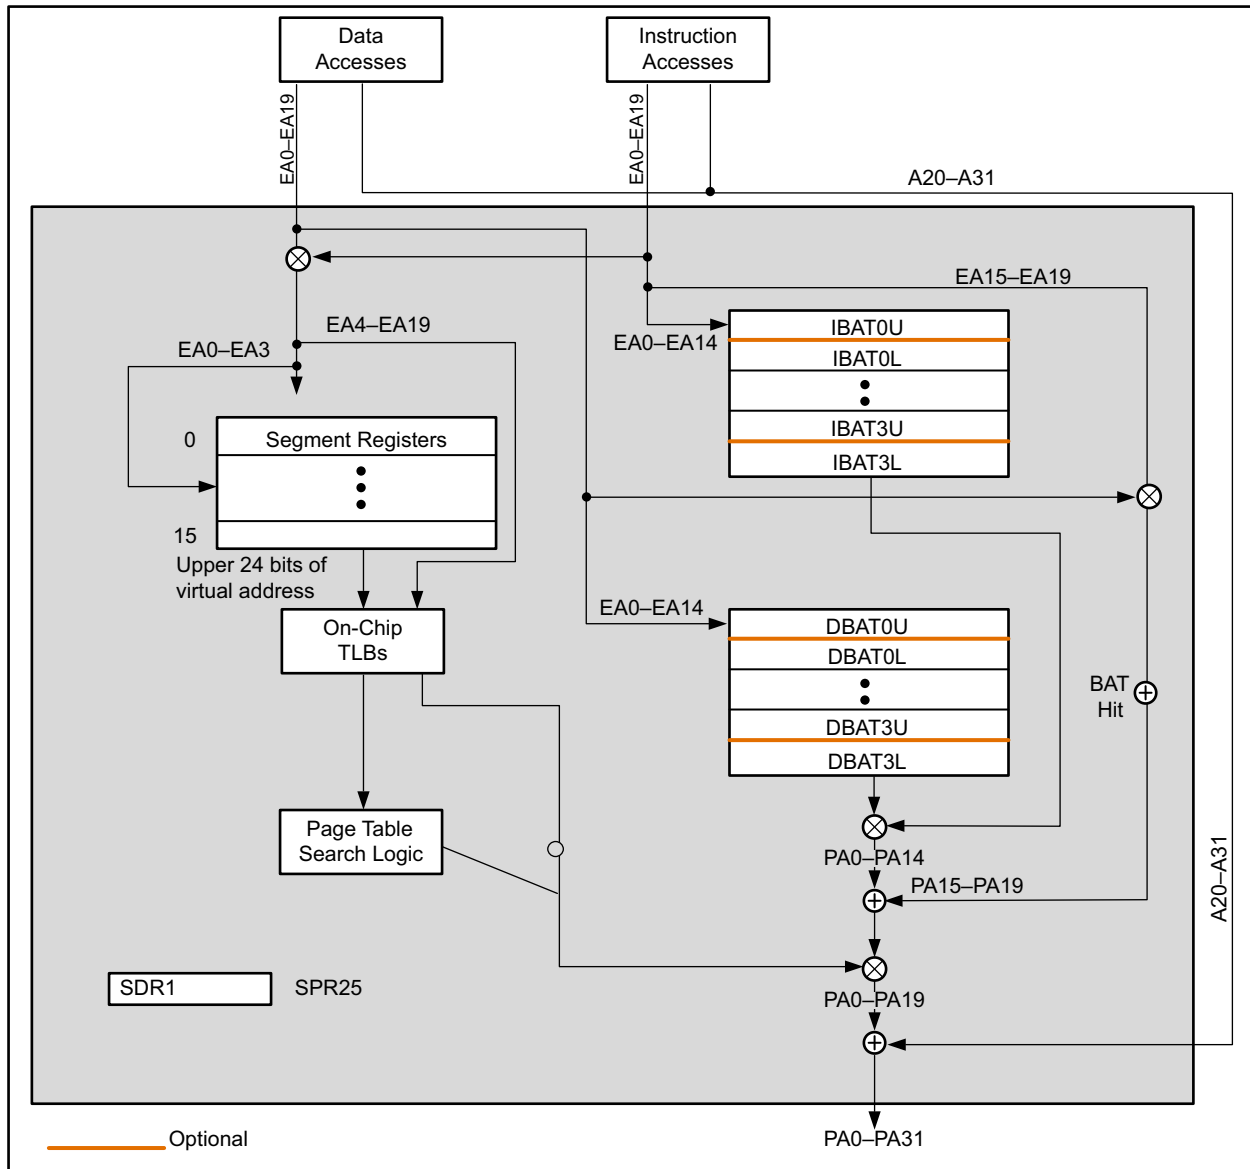 Data
Accesses
Instruction
Accesses
EA0–EA19
EA0–EA19
A20–A31
EA15–EA19
EA4–EA19
EA0–EA3
EA0–EA14
IBAT0U
IBAT0L
IBAT3U
IBAT3L
0
Segment Registers
15
Upper 24 bits of
virtual address
On-Chip
TLBs
EA0–EA14
DBAT0U
DBAT0L
DBAT3U
DBAT3L
BAT
Hit
Page Table
Search Logic
PA0–PA14
PA15–PA19
A20–A31
SDR1
SPR25
PA0–PA19
Optional
PA0–PA31